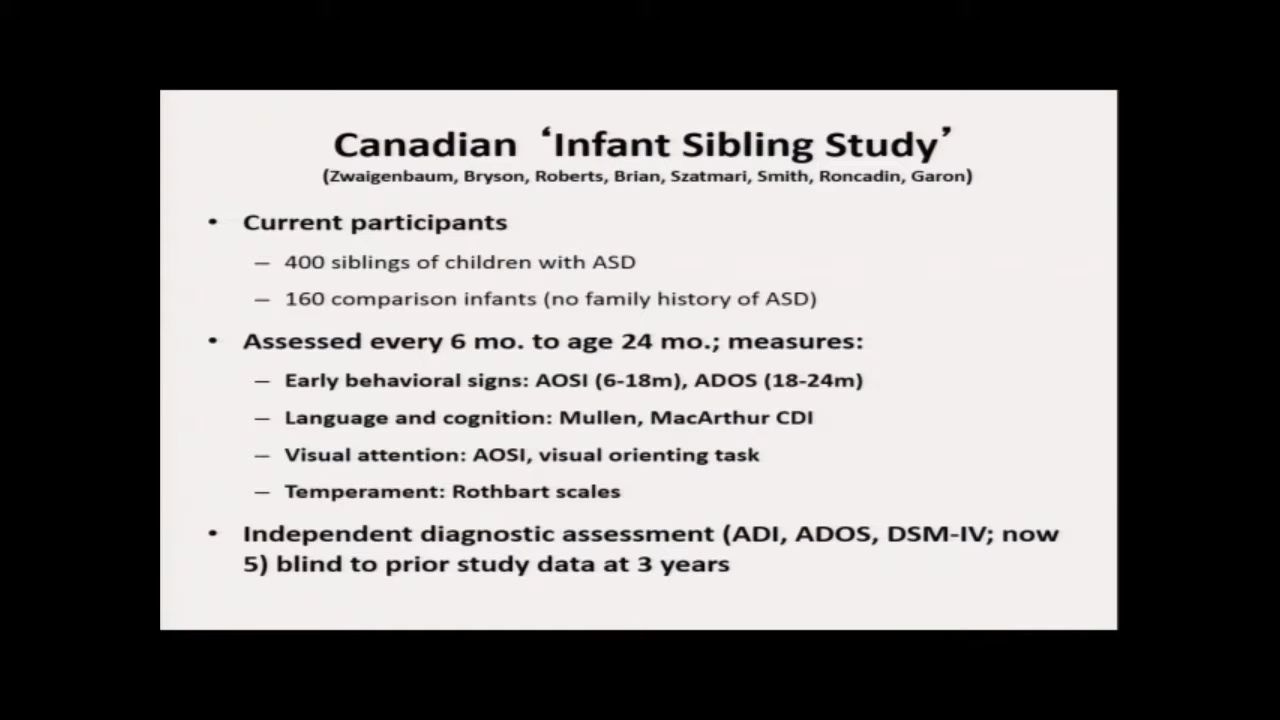 Canadian ‘Infant Sibling Study’
(Zwaigenbaum, Bryson, Roberts, Brian, Szatmari, Smith, Roncadin, Garon)
• Current participants
– 400 siblings of children with ASD
– 160 comparison infants (no family history of ASD)
• Assessed every 6 mo. to age 24 mo.; measures:
– Early behavioral signs: AOSI (6-18m), ADOS (18-24m)
– Language and cognition: Mullen, MacArthur CDI
– Visual attention: AOSI, visual orienting task
– Temperament: Rothbart scales
• Independent diagnostic assessment (ADI, ADOS, DSM-IV; now
5) blind to prior study data at 3 years